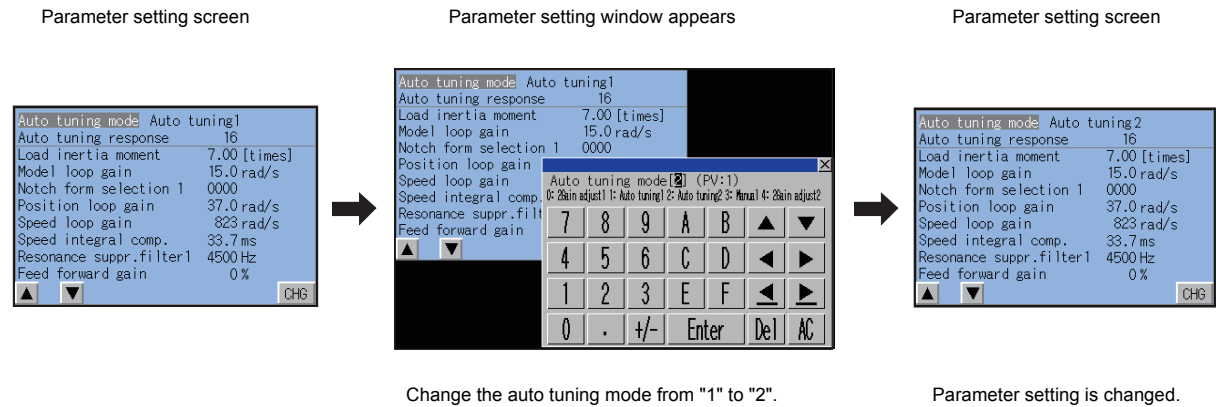 Parameter setting screen
Auto tuning mode Auto tuning1
Auto tuning response 16
Load inertia moment 7.00 [times]
Model loop gain 15.0 rad/s
Notch form selection 1 0000
Position loop gain 37.0 rad/s
Speed loop gain 823 rad/s
Speed integral comp. 33.7 ms
Resonance suppr.filter1 4500 Hz
Feed forward gain 0 %
▲ ▼ CHG
Parameter setting window appears
Auto tuning mode Auto tuning1
Auto tuning response 16
Load inertia moment 7.00 [times]
Model loop gain 15.0 rad/s
Notch form selection 1 0000
Position loop gain
Speed loop gain
Speed integral comp.
Resonance suppr.filt
Feed forward gain
▲ ▼
X
Auto tuning mode[2] (PV:1)
0: 2Gain adjust1 1: Auto tuning1 2: Auto tuning2 3: Manual 4: 2Gain adjust2
7 8 9 A B ▲ ▼
4 5 6 C D ◀ ▶
1 2 3 E F ◀ ▶
0 . +/- Enter Del AC
Change the auto tuning mode from "1" to "2".
Parameter setting screen
Auto tuning mode Auto tuning2
Auto tuning response 16
Load inertia moment 7.00 [times]
Model loop gain 15.0 rad/s
Notch form selection 1 0000
Position loop gain 37.0 rad/s
Speed loop gain 823 rad/s
Speed integral comp. 33.7 ms
Resonance suppr.filter1 4500 Hz
Feed forward gain 0 %
▲ ▼ CHG
Parameter setting is changed.